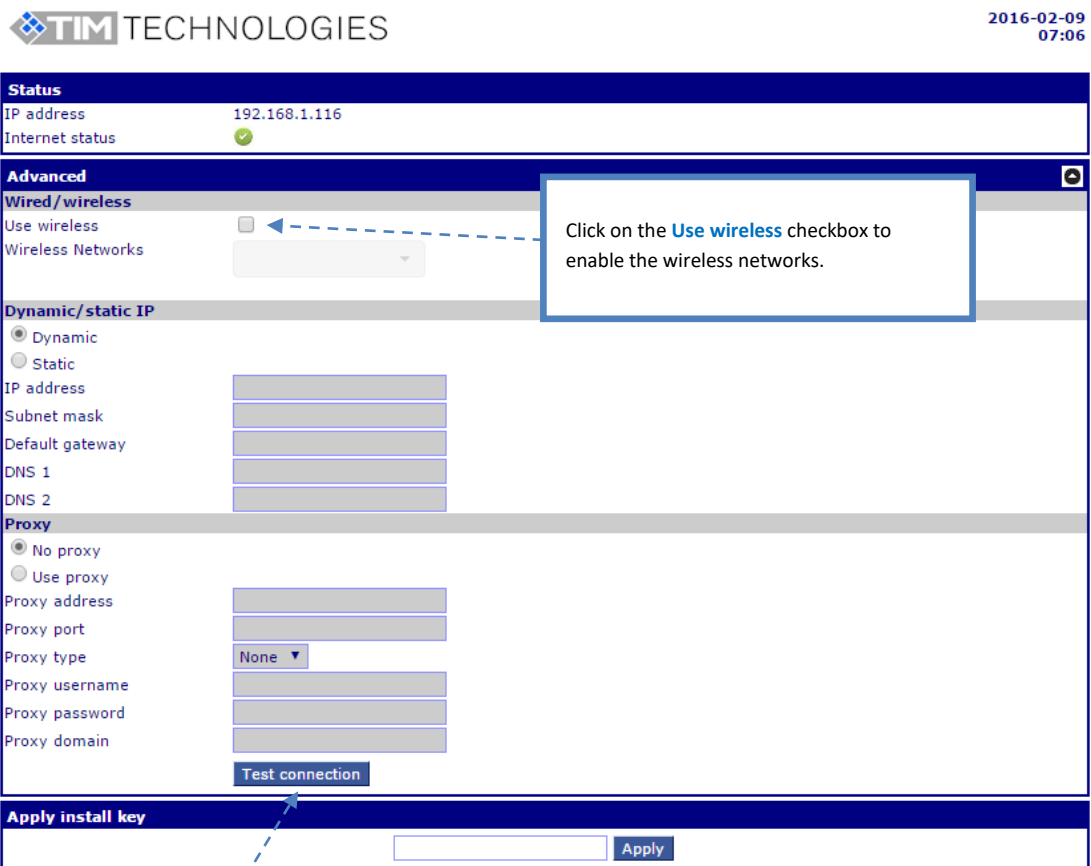 TIM TECHNOLOGIES
2016-02-09
07:06
Status
IP address 192.168.1.116
Internet status
Advanced
Wired/wireless
Use wireless
Wireless Networks
Click on the Use wireless checkbox to
enable the wireless networks.
Dynamic/static IP
Dynamic
Static
IP address
Subnet mask
Default gateway
DNS 1
DNS 2
Proxy
No proxy
Use proxy
Proxy address
Proxy port
Proxy type None
Proxy username
Proxy password
Proxy domain
Test connection
Apply install key
Apply